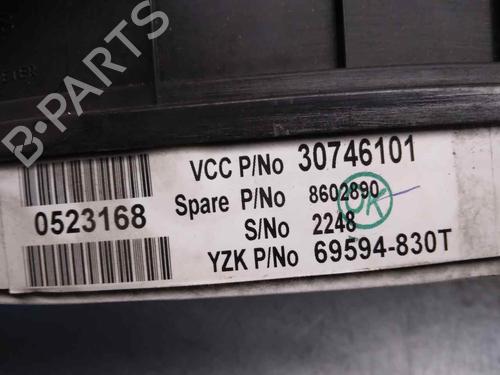 B-PARTS
VCC P/No 30746101
0523168
Spare P/No 8602890
OK
S/No 2248
YZK P/No 69594-830T